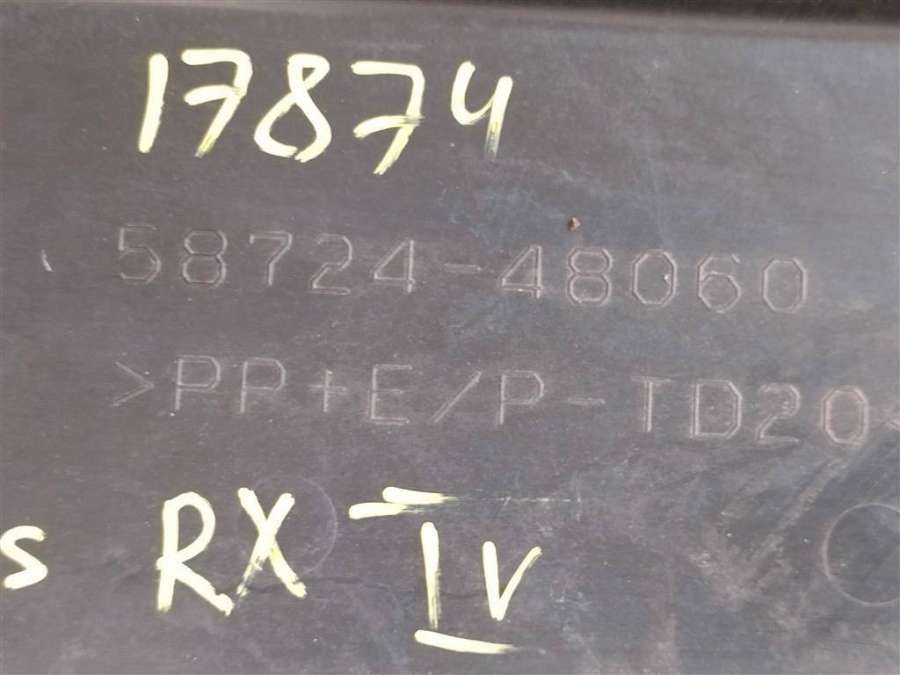 17874
58724-48060
>PP+E/P-TD20<
s RX IV